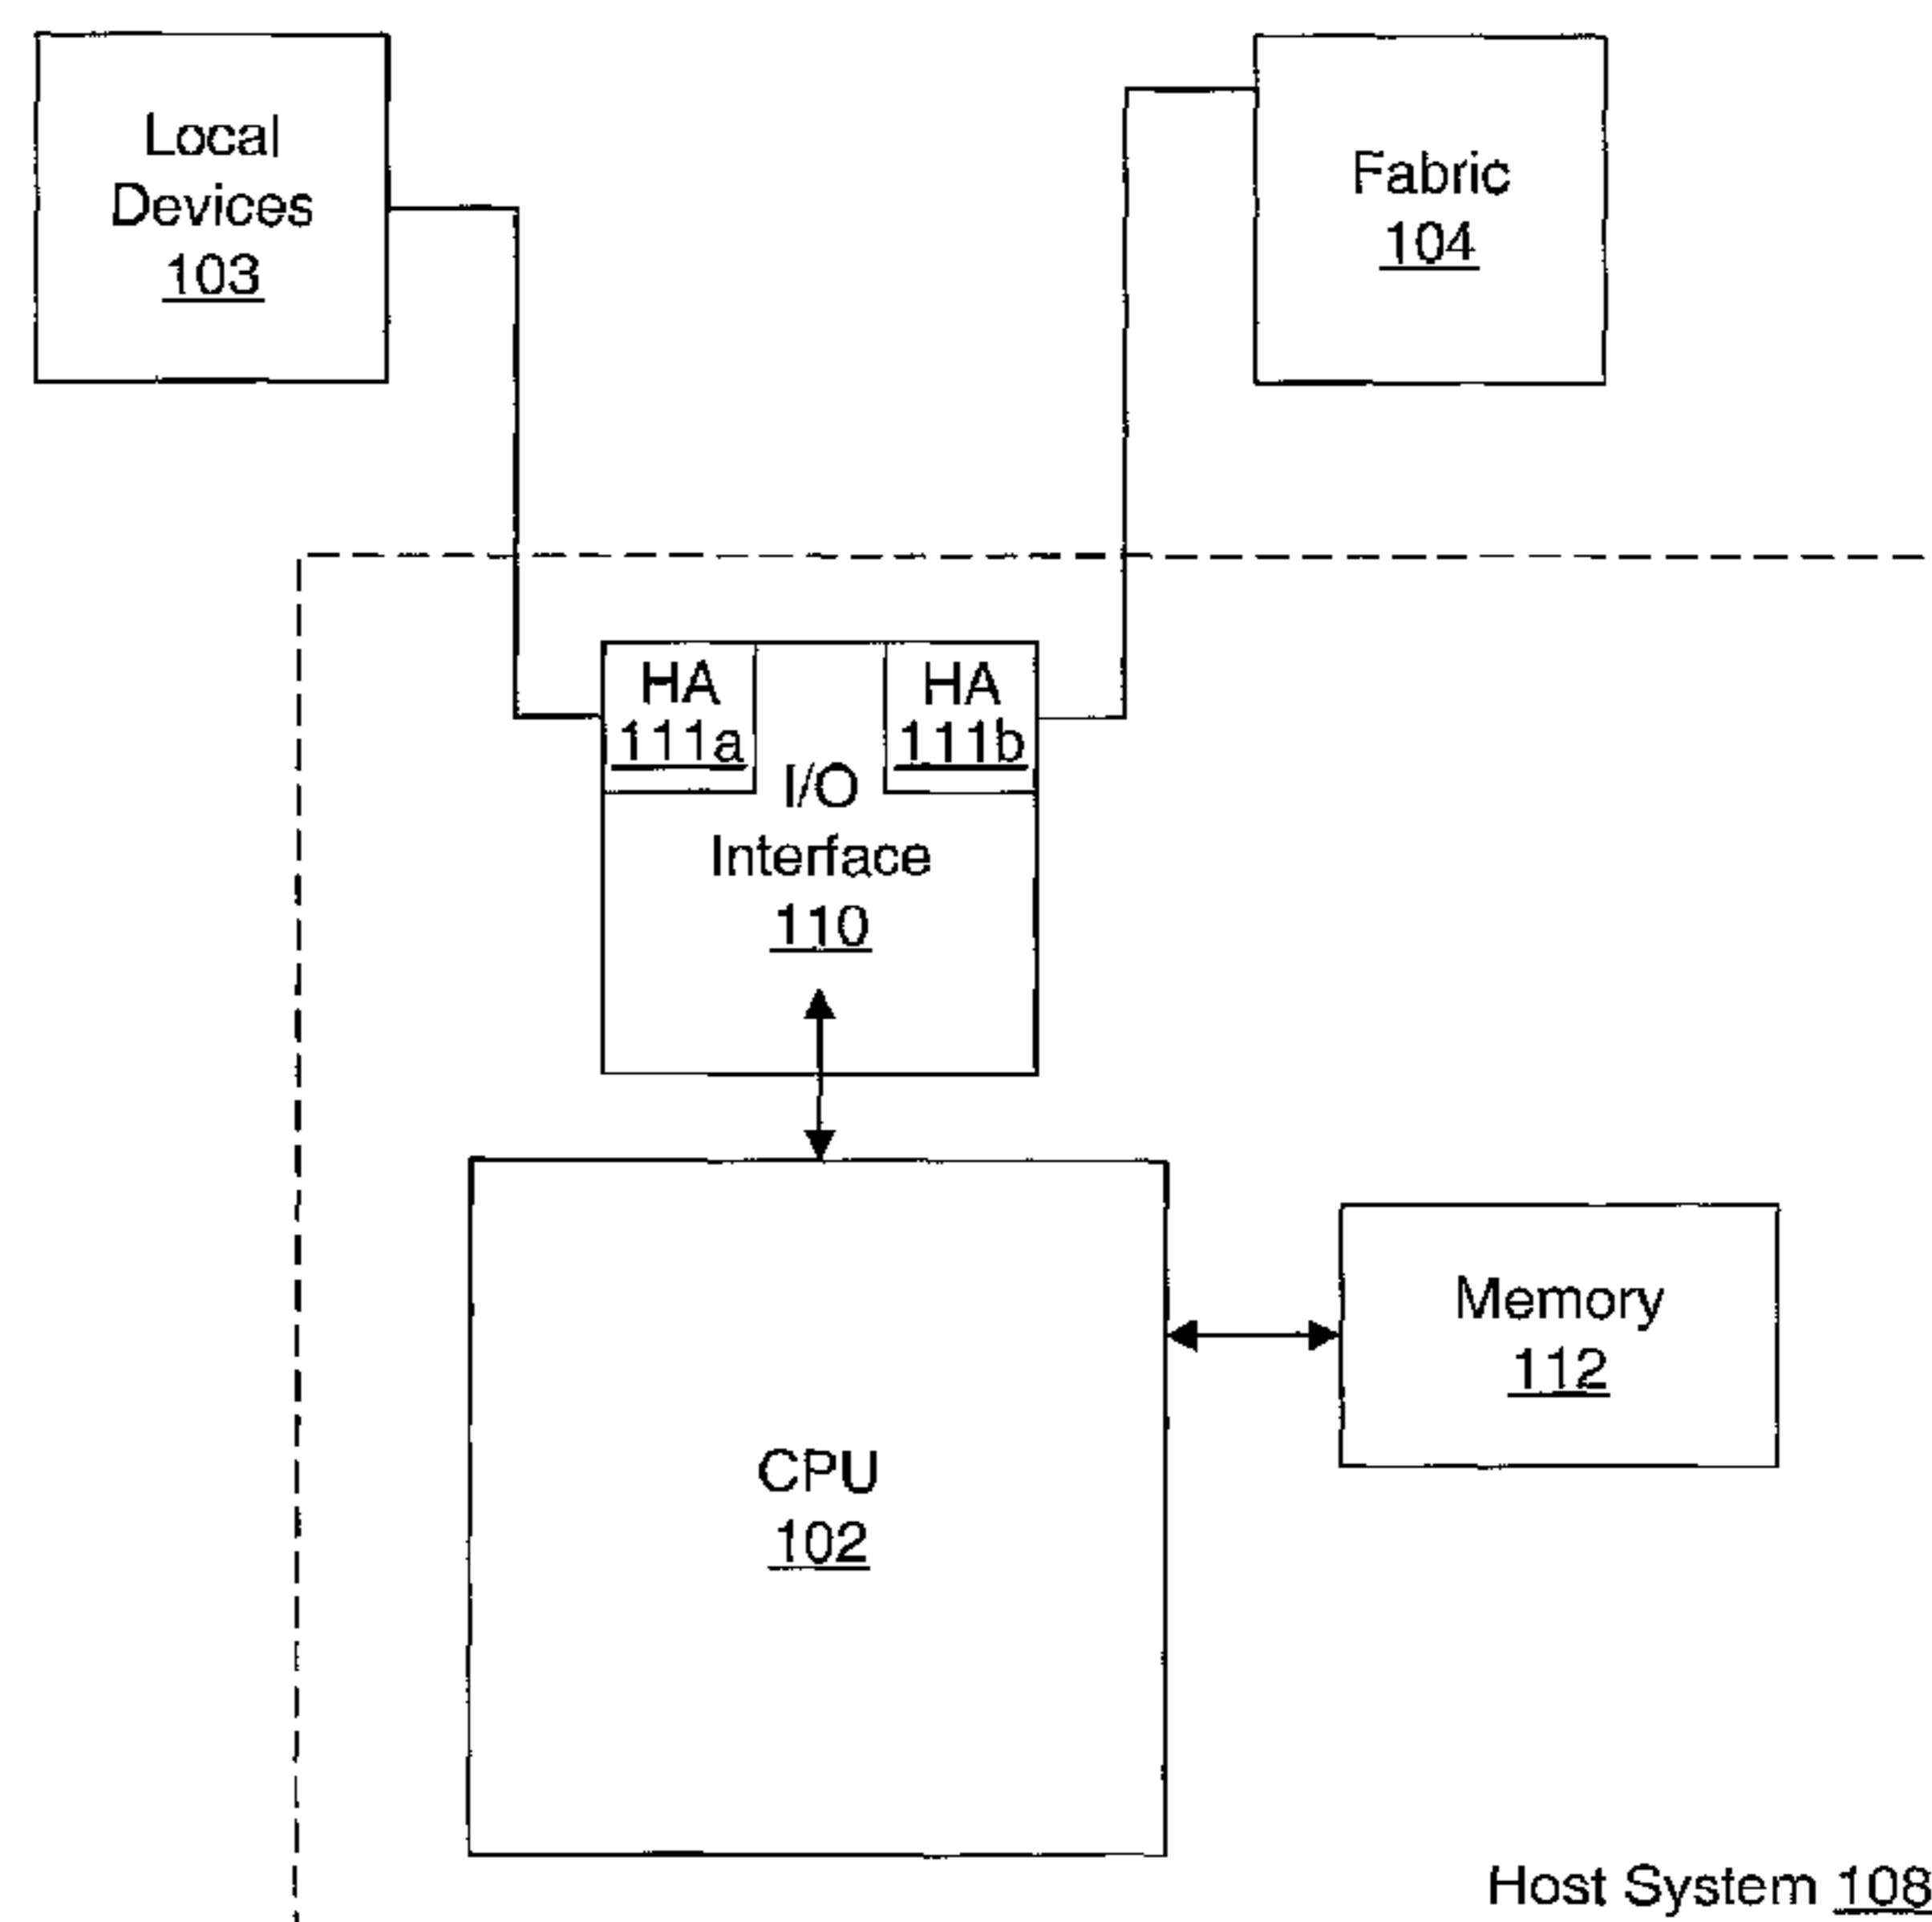 Local
Devices
103
Fabric
104
HA
111a
HA
111b
I/O
Interface
110
Memory
112
CPU
102
Host System 108